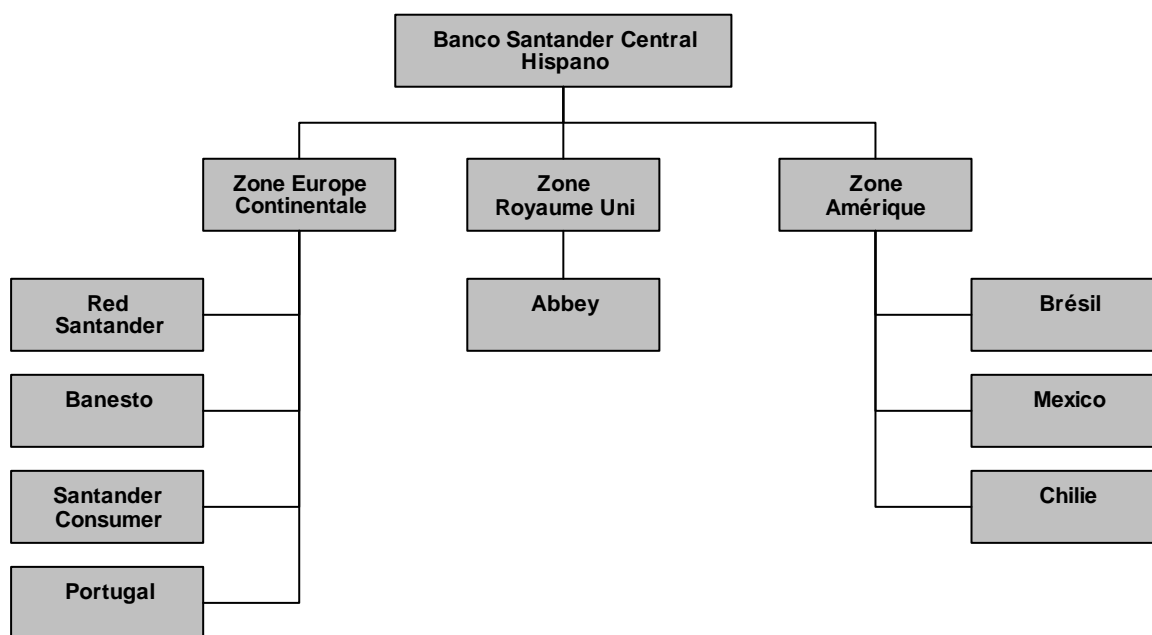 Banco Santander Central
Hispano
Zone Europe
Continentale
Zone
Royaume Uni
Zone
Amérique
Red
Santander
Abbey
Brésil
Banesto
Mexico
Santander
Consumer
Chilie
Portugal